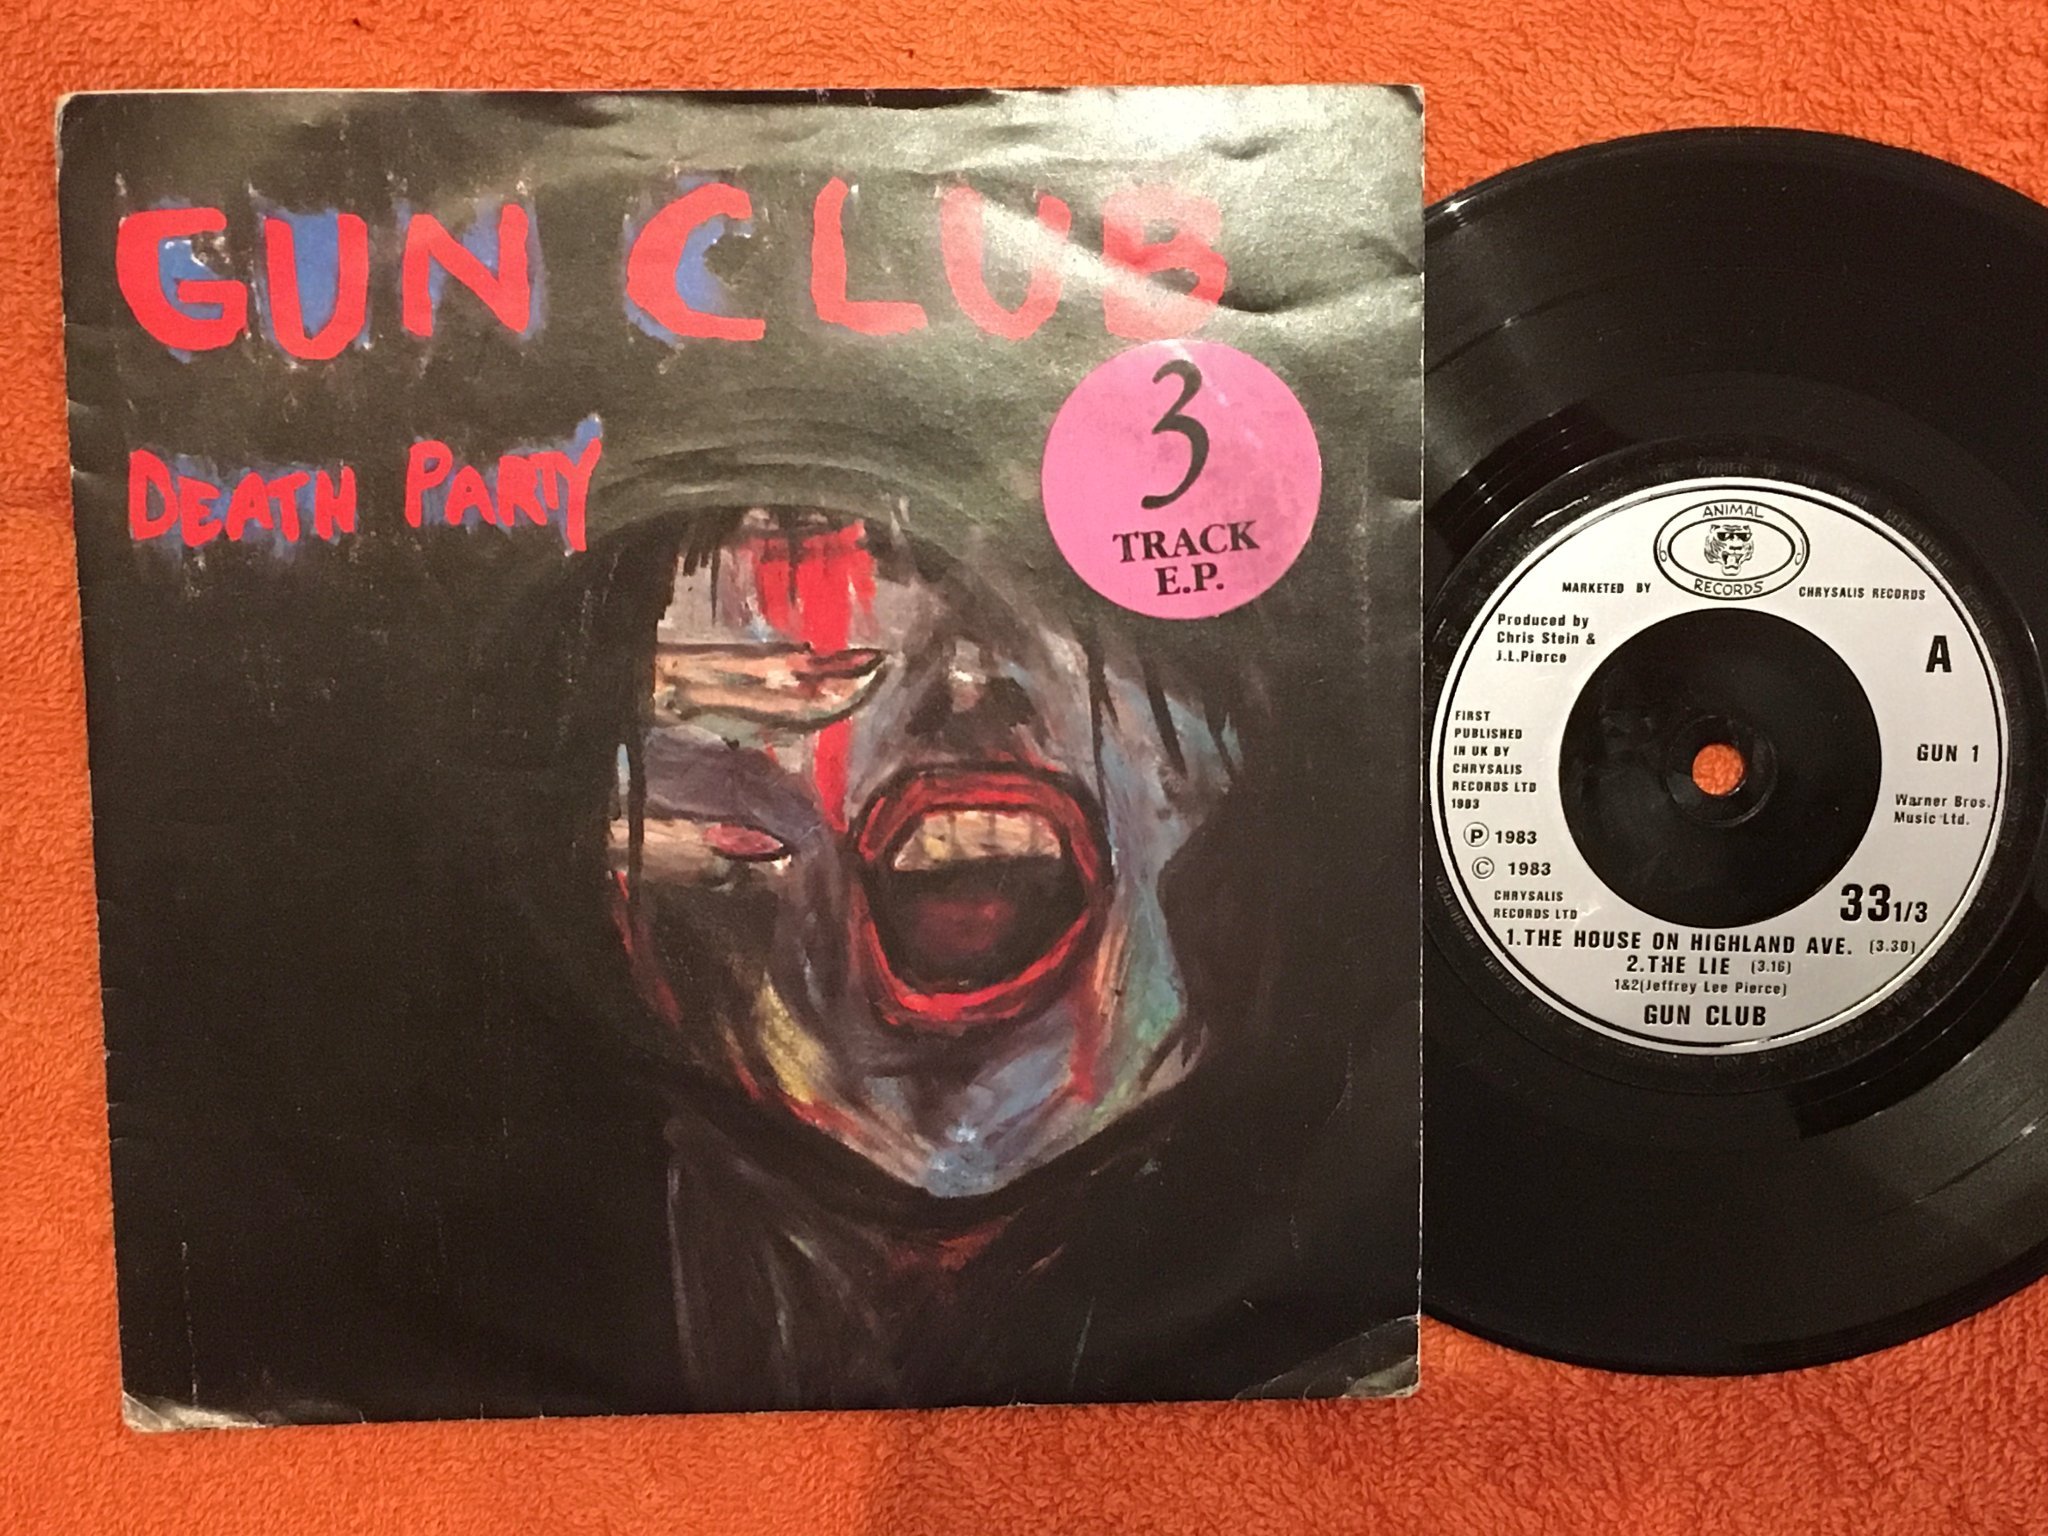 GUN CLUB
DEATH PARTY
3
TRACK
E.P.
ANIMAL
RECORDS
MARKETED BY
CHRYSALIS RECORDS
Produced by
Chris Stein &
J.L.Pierce
A
FIRST
PUBLISHED
IN UK BY
CHRYSALIS
RECORDS LTD
1983
GUN 1
Warner Bros.
Music Ltd.
Ⓟ 1983
© 1983
CHRYSALIS
RECORDS LTD
33 1/3
1.THE HOUSE ON HIGHLAND AVE. (3.30).
2.THE LIE (3.16)
1&2(Jeffrey Lee Pierce)
GUN CLUB